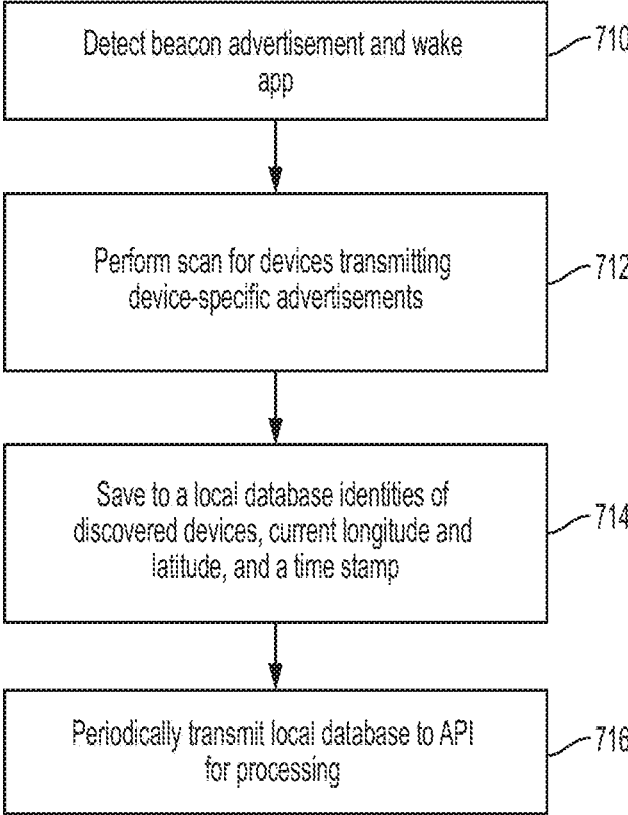 Detect beacon advertisement and wake
app
710
Perform scan for devices transmitting
device-specific advertisements
712
Save to a local database identities of
discovered devices, current longitude and
latitude, and a time stamp
714
Periodically transmit local database to API
for processing
716